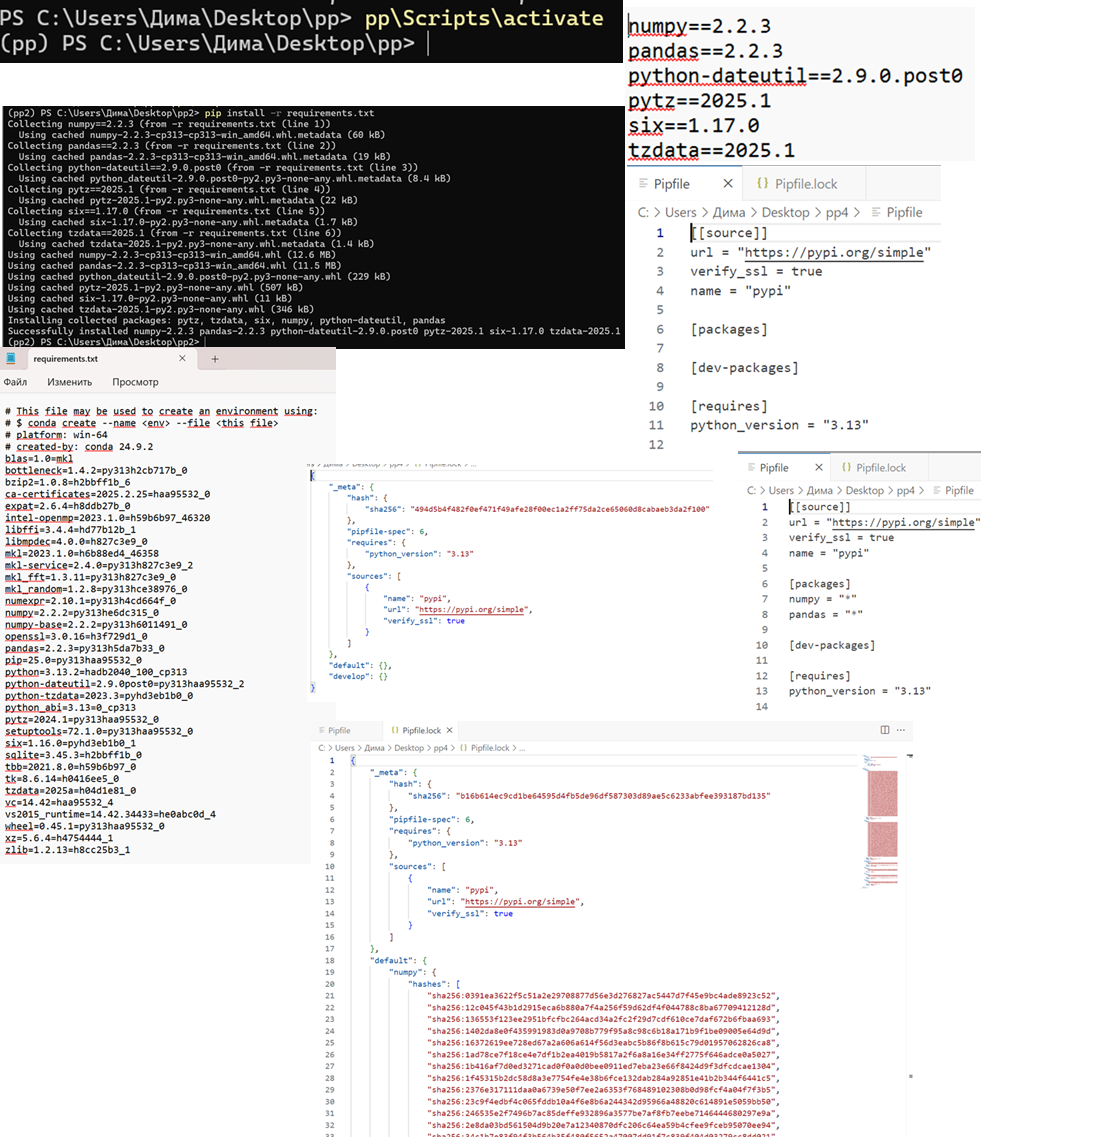 PS C:\Users\Дима\Desktop\pp> pp\Scripts\activate
(pp) PS C:\Users\Дима\Desktop\pp>
numpy==2.2.3
pandas==2.2.3
python-dateutil==2.9.0.post0
pytz==2025.1
six==1.17.0
tzdata==2025.1
(pp2) PS C:\Users\Дима\Desktop\pp2> pip install -r requirements.txt
Collecting numpy==2.2.3 (from -r requirements.txt (line 1))
Using cached numpy-2.2.3-cp313-cp313-win_amd64.whl.metadata (60 kB)
Collecting pandas==2.2.3 (from -r requirements.txt (line 2))
Using cached pandas-2.2.3-cp313-cp313-win_amd64.whl.metadata (19 kB)
Collecting python-dateutil==2.9.0.post0 (from -r requirements.txt (line 3))
Using cached python_dateutil-2.9.0.post0-py2.py3-none-any.whl.metadata (8.4 kB)
Collecting pytz==2025.1 (from -r requirements.txt (line 4))
Using cached pytz-2025.1-py2.py3-none-any.whl.metadata (22 kB)
Collecting six==1.17.0 (from -r requirements.txt (line 5))
Using cached six-1.17.0-py2.py3-none-any.whl.metadata (1.7 kB)
Collecting tzdata==2025.1 (from -r requirements.txt (line 6))
Using cached tzdata-2025.1-py2.py3-none-any.whl.metadata (1.4 kB)
Using cached numpy-2.2.3-cp313-cp313-win_amd64.whl (12.6 MB)
Using cached pandas-2.2.3-cp313-cp313-win_amd64.whl (11.5 MB)
Using cached python_dateutil-2.9.0.post0-py2.py3-none-any.whl (229 kB)
Using cached pytz-2025.1-py2.py3-none-any.whl (507 kB)
Using cached six-1.17.0-py2.py3-none-any.whl (11 kB)
Using cached tzdata-2025.1-py2.py3-none-any.whl (346 kB)
Installing collected packages: pytz, tzdata, six, numpy, python-dateutil, pandas
Successfully installed numpy-2.2.3 pandas-2.2.3 python-dateutil-2.9.0.post0 pytz-2025.1 six-1.17.0 tzdata-2025.1
(pp2) PS C:\Users\Дима\Desktop\pp2>
Pipfile × {} Pipfile.lock
C: > Users > Дима > Desktop > pp4 > Pipfile
1 [[source]]
2 url = "https://pypi.org/simple"
3 verify_ssl = true
4 name = "pypi"
5
6 [packages]
7
8 [dev-packages]
9
10 [requires]
11 python_version = "3.13"
12
requirements.txt × +
Файл Изменить Просмотр
# This file may be used to create an environment using:
# $ conda create --name <env> --file <this file>
# platform: win-64
# created-by: conda 24.9.2
blas=1.0=mkl
bottleneck=1.4.2=py313h2cb717b_0
bzip2=1.0.8=h2bbff1b_6
ca-certificates=2025.2.25=haa95532_0
expat=2.6.4=h8ddb27b_0
intel-openmp=2023.1.0=h59b6b97_46320
libffi=3.4.4=hd77b12b_1
libmpdec=4.0.0=h827c3e9_0
mkl=2023.1.0=h6b88ed4_46358
mkl-service=2.4.0=py313h827c3e9_2
mkl_fft=1.3.11=py313h827c3e9_0
mkl_random=1.2.8=py313hce38976_0
numexpr=2.10.1=py313h4cd664f_0
numpy=2.2.2=py313he6dc315_0
numpy-base=2.2.2=py313h6011491_0
openssl=3.0.16=h3f729d1_0
pandas=2.2.3=py313h5da7b33_0
pip=25.0=py313haa95532_0
python=3.13.2=hadb2040_100_cp313
python-dateutil=2.9.0post0=py313haa95532_2
python-tzdata=2023.3=pyhd3eb1b0_0
python_abi=3.13=0_cp313
pytz=2024.1=py313haa95532_0
setuptools=72.1.0=py313haa95532_0
six=1.16.0=pyhd3eb1b0_1
sqlite=3.45.3=h2bbff1b_0
tbb=2021.8.0=h59b6b97_0
tk=8.6.14=h0416ee5_0
tzdata=2025a=h04d1e81_0
vc=14.42=haa95532_4
vs2015_runtime=14.42.34433=he0abc0d_4
wheel=0.45.1=py313haa95532_0
xz=5.6.4=h4754444_1
zlib=1.2.13=h8cc25b3_1
{
"_meta": {
"hash": {
"sha256": "494d5b4f482f0ef471f49afe28f00ec1a2ff75da2ce65060d8cabaeb3da2f100"
},
"pipfile-spec": 6,
"requires": {
"python_version": "3.13"
},
"sources": [
{
"name": "pypi",
"url": "https://pypi.org/simple",
"verify_ssl": true
}
]
},
"default": {},
"develop": {}
}
Pipfile × {} Pipfile.lock
C: > Users > Дима > Desktop > pp4 > Pipfile
1 [[source]]
2 url = "https://pypi.org/simple"
3 verify_ssl = true
4 name = "pypi"
5
6 [packages]
7 numpy = "*"
8 pandas = "*"
9
10 [dev-packages]
11
12 [requires]
13 python_version = "3.13"
14
Pipfile {} Pipfile.lock ×
C: > Users > Дима > Desktop > pp4 > {} Pipfile.lock > ...
1 {
2 "_meta": {
3 "hash": {
4 "sha256": "b16b614ec9cd1be64595d4fb5de96df587303d89ae5c6233abfee393187bd135"
5 },
6 "pipfile-spec": 6,
7 "requires": {
8 "python_version": "3.13"
9 },
10 "sources": [
11 {
12 "name": "pypi",
13 "url": "https://pypi.org/simple",
14 "verify_ssl": true
15 }
16 ]
17 },
18 "default": {
19 "numpy": {
20 "hashes": [
21 "sha256:0391ea3622f5c51a2e29708877d56e3d276827ac5447d7f45e9bc4ade8923c52",
22 "sha256:12c045f43b1d2915eca6b880a7f4a256f59d62df4f044788c8ba67709412128d",
23 "sha256:136553f123ee2951bfcfbc264acd34a2fc2f29d7cdf610ce7daf672b6fbaa693",
24 "sha256:1402da8e0f435991983d0a9708b779f95a8c98c6b18a171b9f1be09005e64d9d",
25 "sha256:16372619ee728ed67a2a606a614f56d3eabc5b86f8b615c79d01957062826ca8",
26 "sha256:1ad78ce7f18ce4e7df1b2ea4019b5817a2f6a8a16e34ff2775f646adce0a5027",
27 "sha256:1b416af7d0ed3271cad0f0a0d0bee0911ed7eba23e66f8424d9f3dfcdcae1304",
28 "sha256:1f45315b2dc58d8a3e7754fe4e38b6fce132dab284a92851e41b2b344f6441c5",
29 "sha256:2376e317111daa0a6739e50f7ee2a6353f768489102308b0d98fcf4a04f7f3b5",
30 "sha256:23c9f4edbf4c065fddb10a4f6e8b6a244342d95966a48820c614891e5059bb50"
31 "sha256:246535e2f7496b7ac85deffe932896a3577be7af8fb7eebe7146444680297e9a",
32 "sha256:2e8da03bd561504d9b20e7a12340870dfc206c64ea59b4cfee9fceb95070ee94",